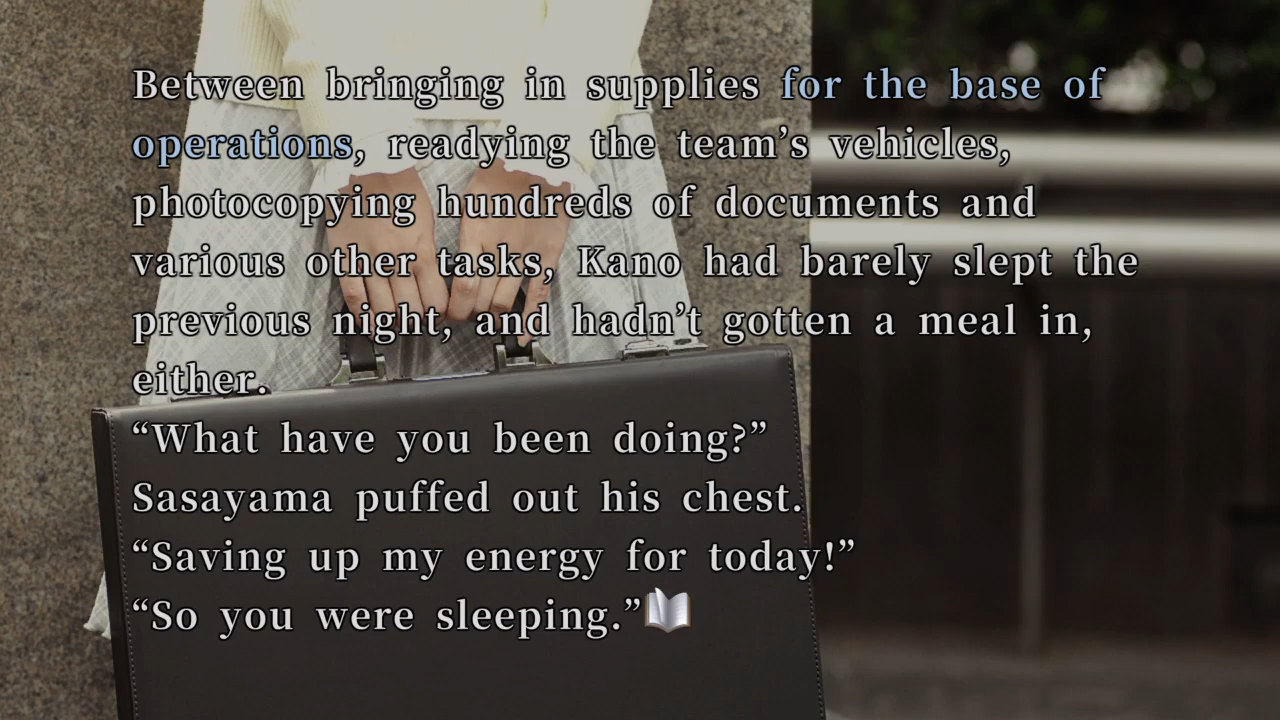 Between bringing in supplies for the base of
operations, readying the team’s vehicles,
photocopying hundreds of documents and
various other tasks, Kano had barely slept the
previous night, and hadn’t gotten a meal in,
either.
“What have you been doing?”
Sasayama puffed out his chest.
“Saving up my energy for today!”
“So you were sleeping.”